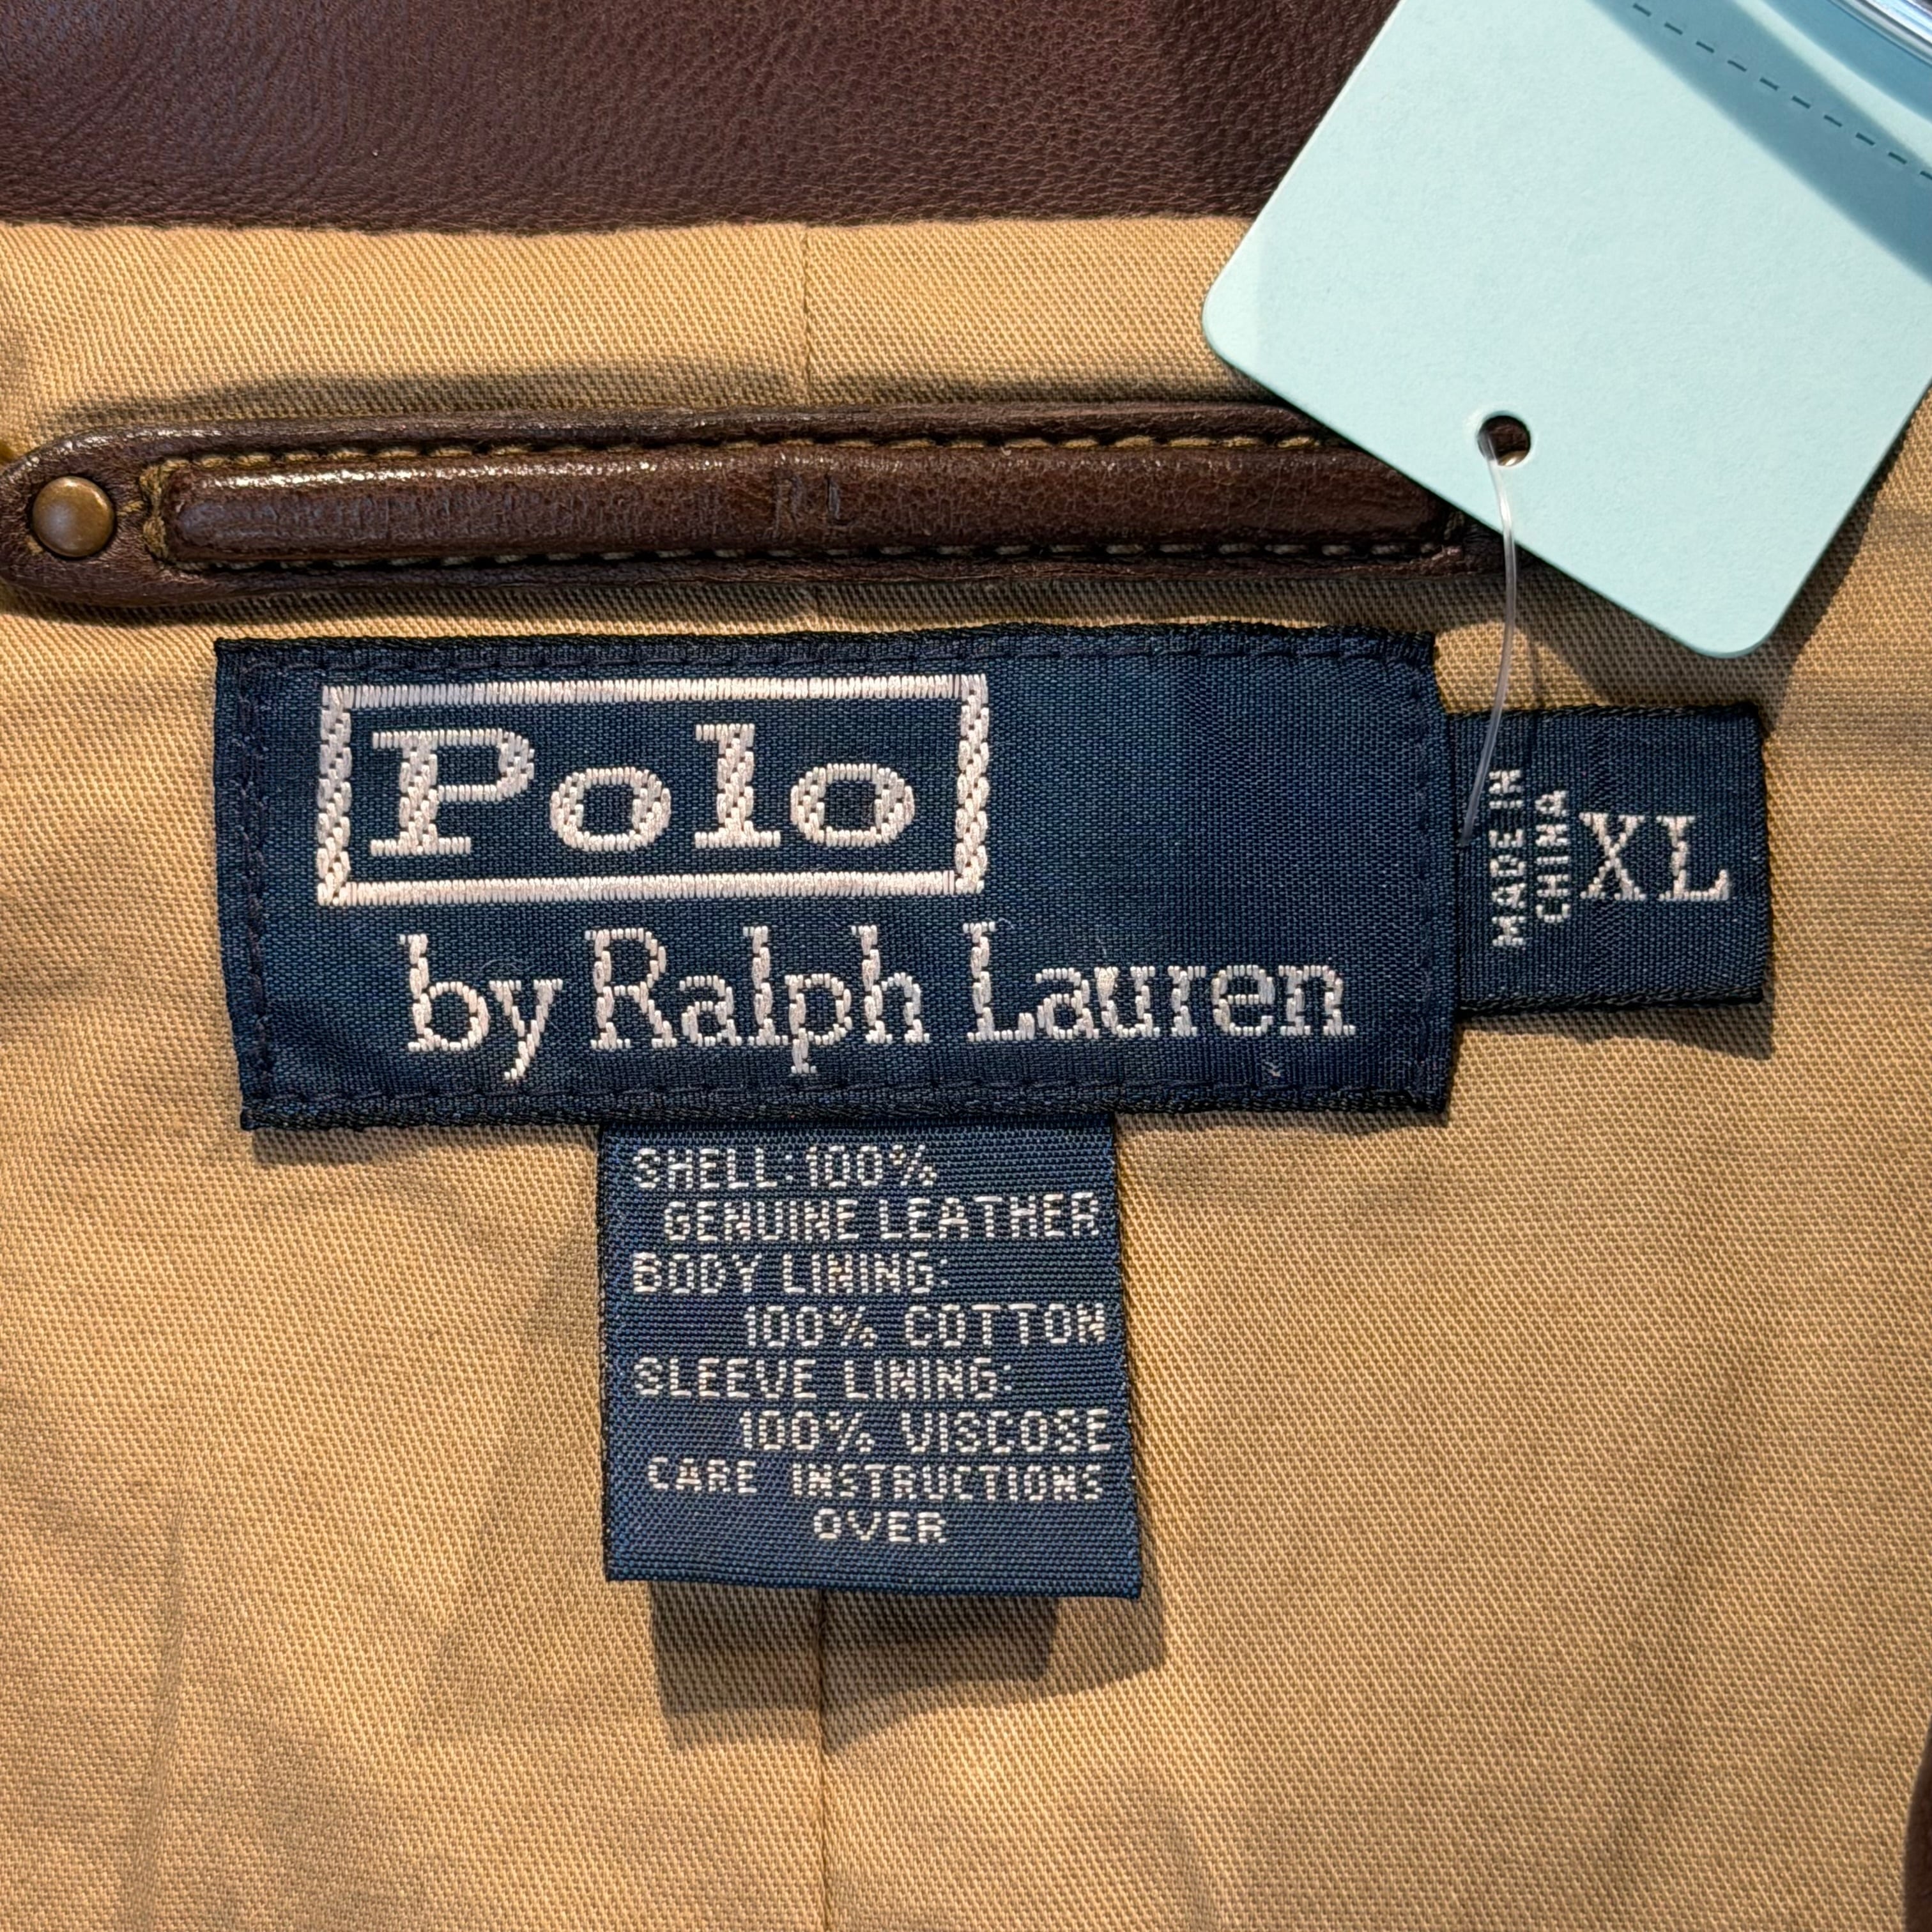 RL
Polo
by Ralph Lauren
MADE IN
CHINA
XL
SHELL: 100%
GENUINE LEATHER
BODY LINING:
100% COTTON
SLEEVE LINING:
100% VISCOSE
CARE INSTRUCTIONS
OVER